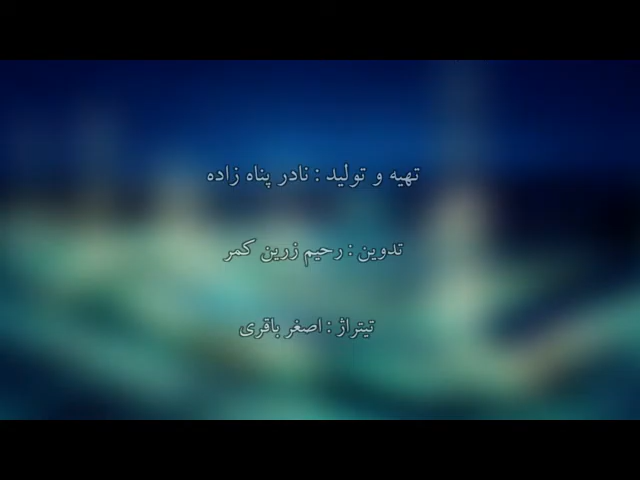 تهیه و تولید : نادر پناه زاده
تدوین : رحیم زرین کمر
تیتراژ : اصغر باقری